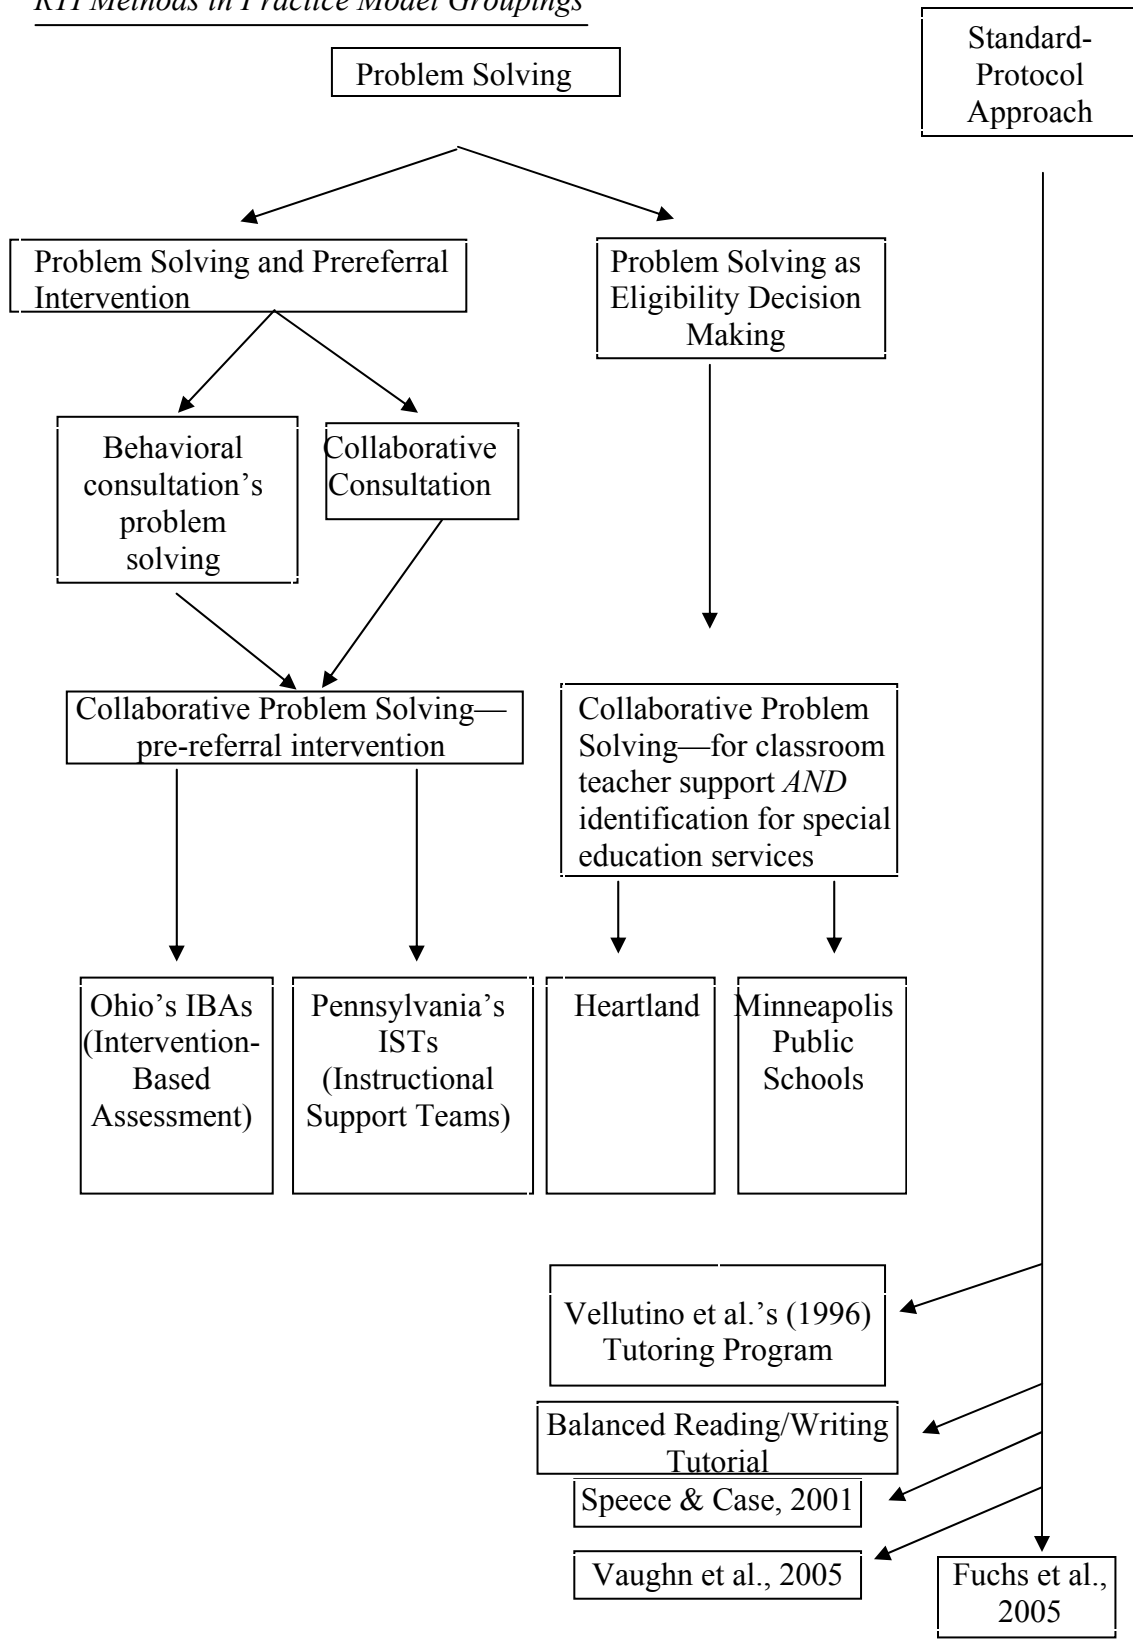 RTI Methods in Practice Model Groupings
Problem Solving
Standard-
Protocol
Approach
Problem Solving and Prereferral
Intervention
Problem Solving as
Eligibility Decision
Making
Behavioral
consultation’s
problem
solving
Collaborative
Consultation
Collaborative Problem Solving—
pre-referral intervention
Collaborative Problem
Solving—for classroom
teacher support AND
identification for special
education services
Ohio’s IBAs
(Intervention-
Based
Assessment)
Pennsylvania’s
ISTs
(Instructional
Support Teams)
Heartland
Minneapolis
Public
Schools
Vellutino et al.’s (1996)
Tutoring Program
Balanced Reading/Writing
Tutorial
Speece & Case, 2001
Vaughn et al., 2005
Fuchs et al.,
2005